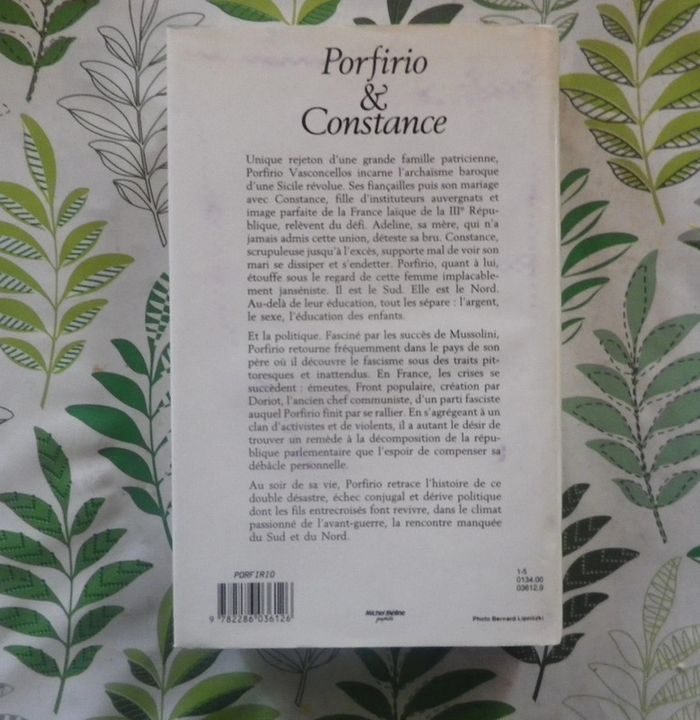 Porfirio
&
Constance
Unique rejeton d'une grande famille patricienne,
Porfirio Vasconcellos incarne l'archaïsme baroque
d'une Sicile révolue. Ses fiançailles puis son mariage
avec Constance, fille d'instituteurs auvergnats et
image parfaite de la France laïque de la IIIe Répu-
blique, relèvent du défi. Adeline, sa mère, qui n'a
jamais admis cette union, déteste sa bru. Constance,
scrupuleuse jusqu'à l'excès, supporte mal de voir son
mari se dissiper et s'endetter. Porfirio, quant à lui,
étouffe sous le regard de cette femme implacable-
ment janséniste. Il est le Sud. Elle est le Nord.
Au-delà de leur éducation, tout les sépare : l'argent,
le sexe, l'éducation des enfants.
Et la politique. Fasciné par les succès de Mussolini,
Porfirio retourne fréquemment dans le pays de son
père où il découvre le fascisme sous des traits pit-
toresques et inattendus. En France, les crises se
succèdent : émeutes, Front populaire, création par
Doriot, l'ancien chef communiste, d'un parti fasciste
auquel Porfirio finit par se rallier. En s'agrégeant à un
clan d'activistes et de violents, il a autant le désir de
trouver un remède à la décomposition de la répu-
blique parlementaire que l'espoir de compenser sa
débâcle personnelle.
Au soir de sa vie, Porfirio retrace l'histoire de ce
double désastre, échec conjugal et dérive politique
dont les fils entrecroisés font revivre, dans le climat
passionné de l'avant-guerre, la rencontre manquée
du Sud et du Nord.
PORFIRIO
9 782286 036126
1-5
0134.00
03612.9
Photo Bernard Lipnitzki